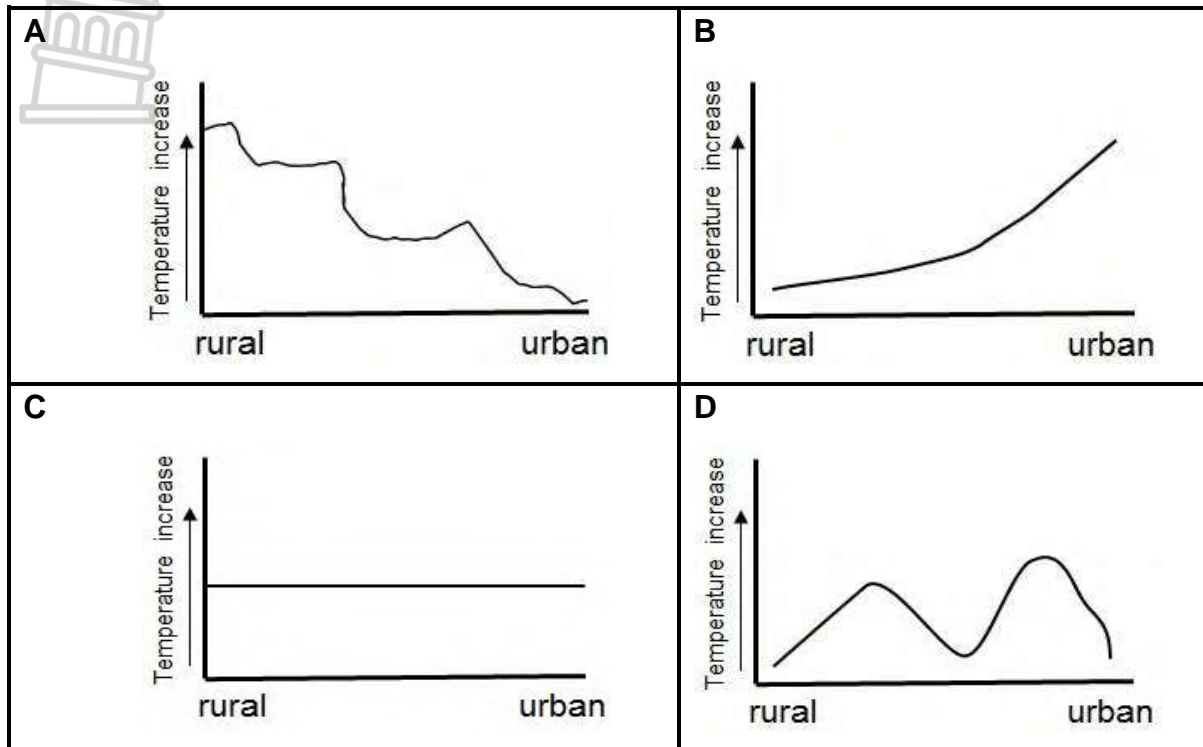 A
Temperature increase
rural urban
B
Temperature increase
rural urban
C
Temperature increase
rural urban
D
Temperature increase
rural urban